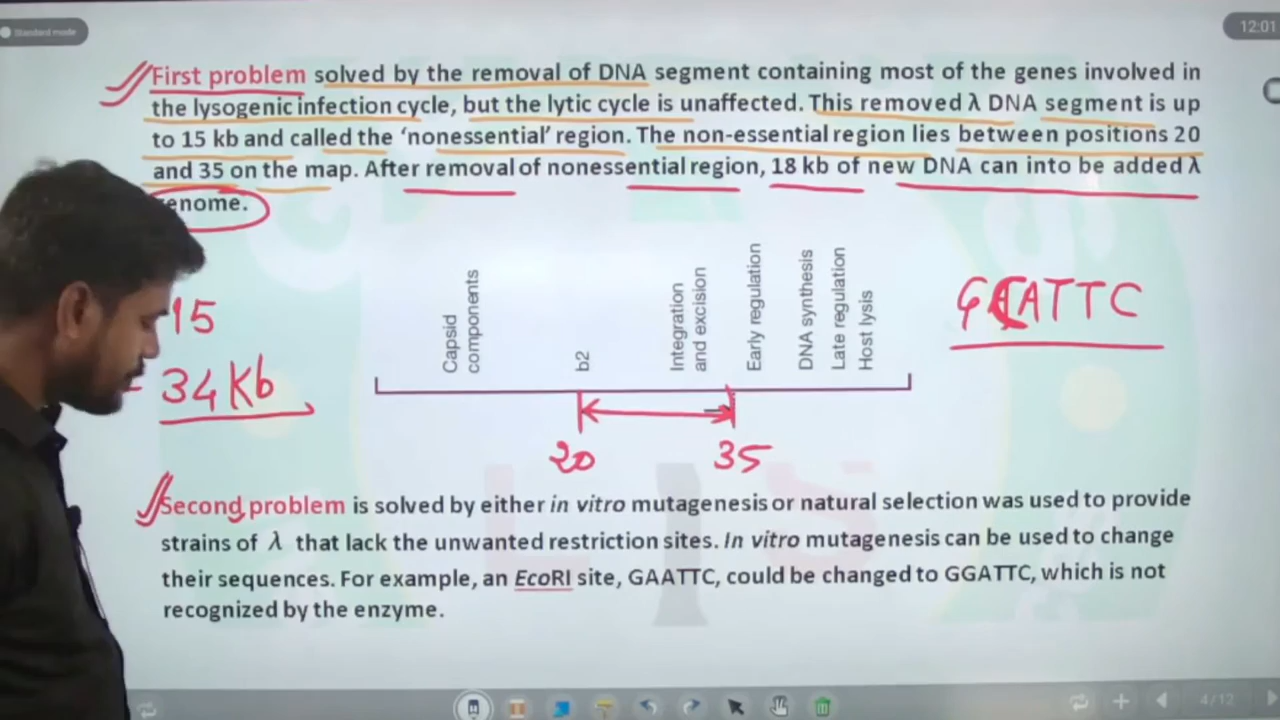 Standard mode
12:01
First problem solved by the removal of DNA segment containing most of the genes involved in
the lysogenic infection cycle, but the lytic cycle is unaffected. This removed λ DNA segment is up
to 15 kb and called the ‘nonessential’ region. The non-essential region lies between positions 20
and 35 on the map. After removal of nonessential region, 18 kb of new DNA can into be added λ
enome.
Capsid
components
b2
Integration
and excision
Early regulation
DNA synthesis
Late regulation
Host lysis
15
34 Kb
ATTC
20
35
Second problem is solved by either in vitro mutagenesis or natural selection was used to provide
strains of λ that lack the unwanted restriction sites. In vitro mutagenesis can be used to change
their sequences. For example, an EcoRI site, GAATTC, could be changed to GGATTC, which is not
recognized by the enzyme.
4/12